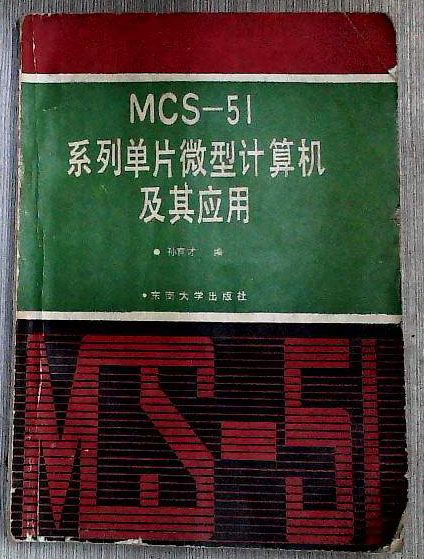 MCS-51
系列单片微型计算机
及其应用
● 孙育才 编
• 东南大学出版社
MCS-51